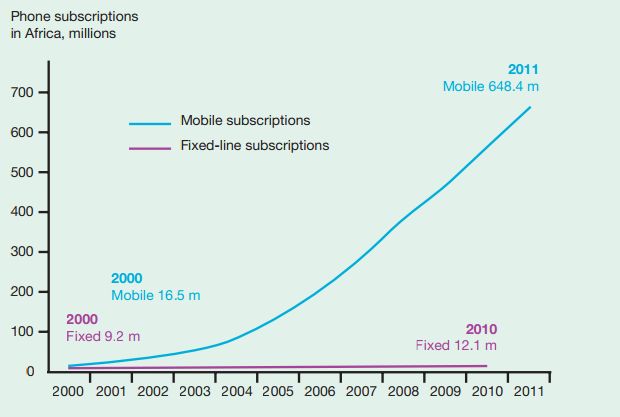 Phone subscriptions
in Africa, millions
2011
Mobile 648.4 m
700
Mobile subscriptions
600
Fixed-line subscriptions
500
400
300
2000
Mobile 16.5 m
200
2000
Fixed 9.2 m
2010
Fixed 12.1 m
100
0
2000 2001 2002 2003 2004 2005 2006 2007 2008 2009 2010 2011